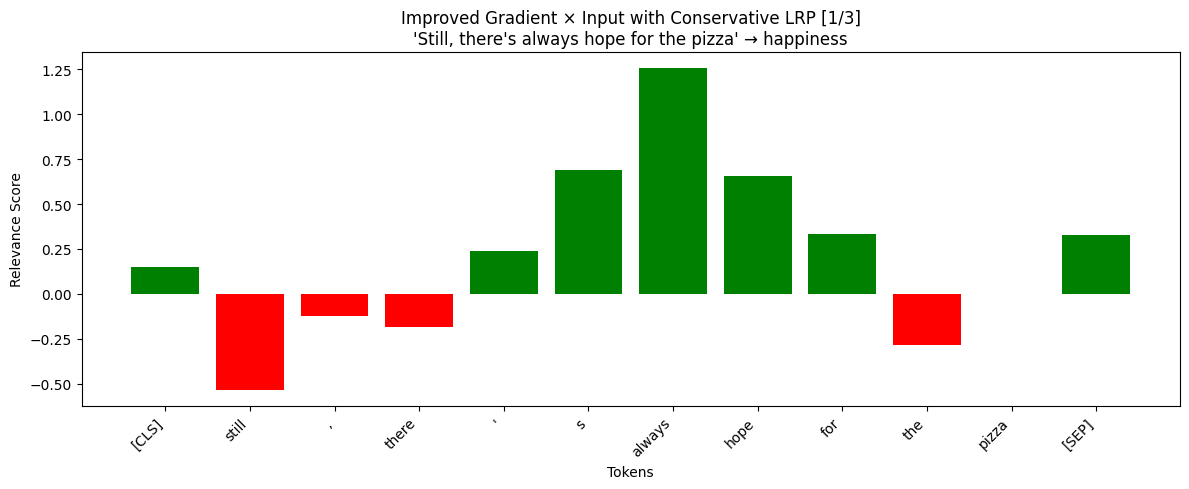 Improved Gradient × Input with Conservative LRP [1/3]
'Still, there's always hope for the pizza' → happiness
Relevance Score
1.25
1.00
0.75
0.50
0.25
0.00
−0.25
−0.50
[CLS]
still
,
there
'
s
always
hope
for
the
pizza
[SEP]
Tokens